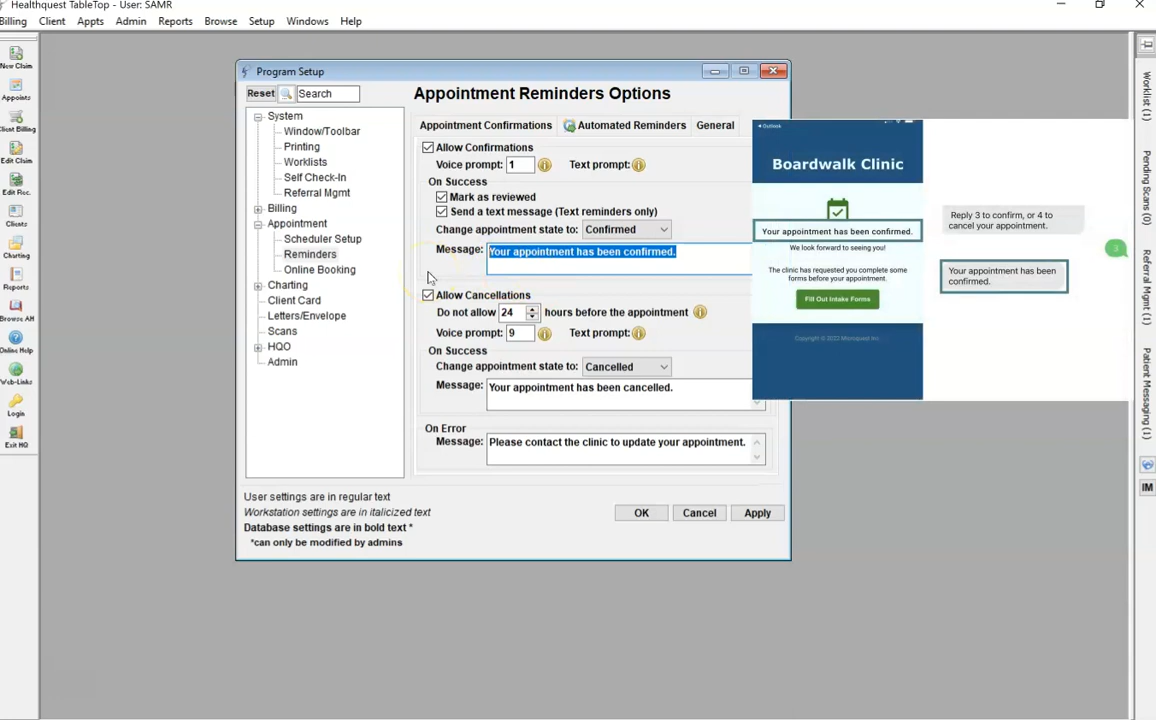 Healthquest TableTop - User: SAMR
Billing Client Appts Admin Reports Browse Setup Windows Help
New Claim
Appoints
Client Billing
Edit Claim
Edit Rec.
Clients
Charting
Reports
Browse AH
Online Help
Web-Links
Login
Exit HQ
Program Setup
Reset Search
System
Window/Toolbar
Printing
Worklists
Self Check-In
Referral Mgmt
Billing
Appointment
Scheduler Setup
Reminders
Online Booking
Charting
Client Card
Letters/Envelope
Scans
HQO
Admin
Appointment Reminders Options
Appointment Confirmations Automated Reminders General
Allow Confirmations
Voice prompt: 1 Text prompt:
On Success
Mark as reviewed
Send a text message (Text reminders only)
Change appointment state to: Confirmed
Message: Your appointment has been confirmed.
Allow Cancellations
Do not allow 24 hours before the appointment
Voice prompt: 9 Text prompt:
On Success
Change appointment state to: Cancelled
Message: Your appointment has been cancelled.
On Error
Message: Please contact the clinic to update your appointment.
User settings are in regular text
Workstation settings are in italicized text
Database settings are in bold text *
*can only be modified by admins
OK Cancel Apply
Outlook
Boardwalk Clinic
Your appointment has been confirmed.
We look forward to seeing you!
The clinic has requested you complete some
forms before your appointment.
Fill Out Intake Forms
Copyright © 2023
Reply 3 to confirm, or 4 to
cancel your appointment.
3
Your appointment has been
confirmed.
Worklist (1)
Pending Scans (0)
Referral Mgmt (1)
Patient Messaging (1)
IM